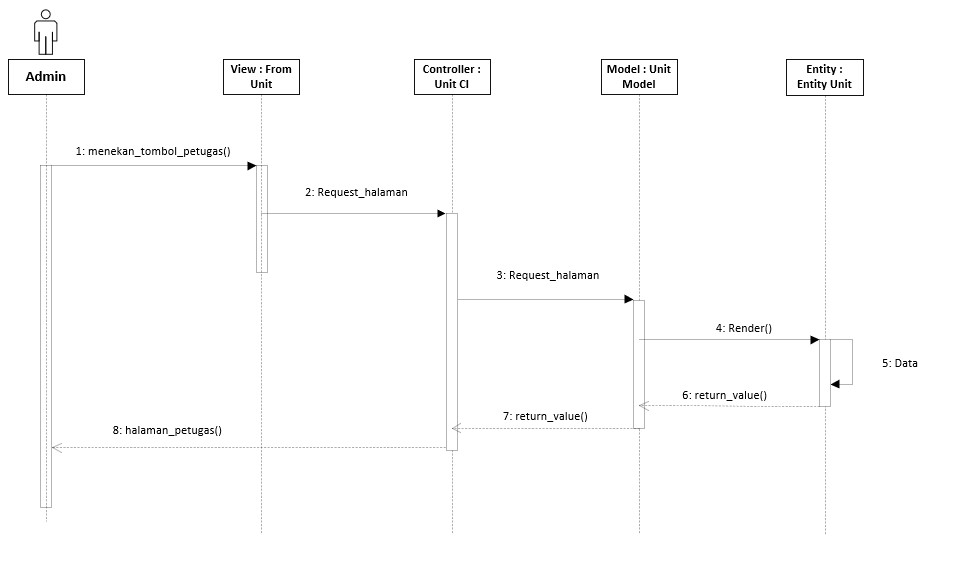 Admin
View : From
Unit
Controller :
Unit CI
Model : Unit
Model
Entity :
Entity Unit
1: menekan_tombol_petugas()
2: Request_halaman
3: Request_halaman
4: Render()
5: Data
6: return_value()
7: return_value()
8: halaman_petugas()